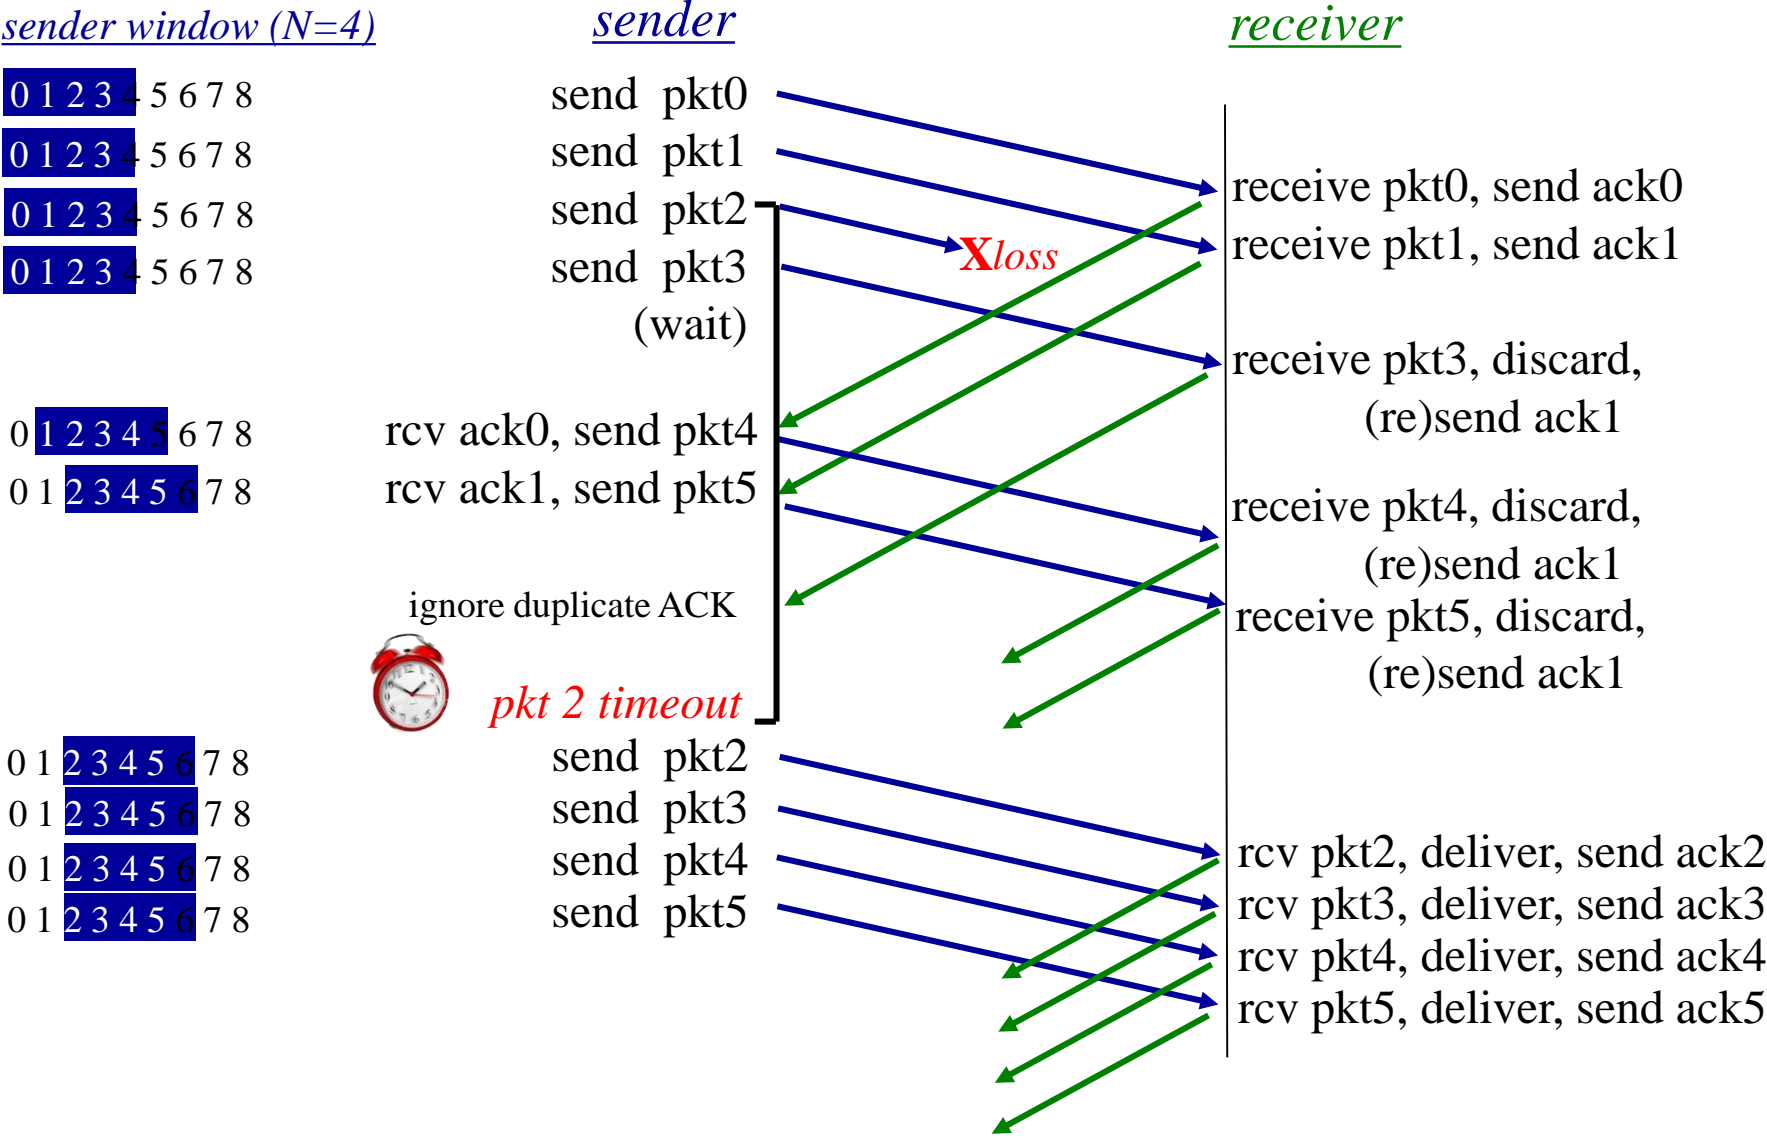 sender window (N=4) sender receiver
0 1 2 3 4 5 6 7 8 send pkt0
0 1 2 3 4 5 6 7 8 send pkt1
receive pkt0, send ack0
0 1 2 3 4 5 6 7 8 send pkt2
receive pkt1, send ack1
Xloss
0 1 2 3 4 5 6 7 8 send pkt3
(wait)
receive pkt3, discard,
(re)send ack1
0 1 2 3 4 5 6 7 8 rcv ack0, send pkt4
0 1 2 3 4 5 6 7 8 rcv ack1, send pkt5
receive pkt4, discard,
(re)send ack1
ignore duplicate ACK
receive pkt5, discard,
(re)send ack1
pkt 2 timeout
0 1 2 3 4 5 6 7 8 send pkt2
0 1 2 3 4 5 6 7 8 send pkt3
0 1 2 3 4 5 6 7 8 send pkt4
rcv pkt2, deliver, send ack2
0 1 2 3 4 5 6 7 8 send pkt5
rcv pkt3, deliver, send ack3
rcv pkt4, deliver, send ack4
rcv pkt5, deliver, send ack5